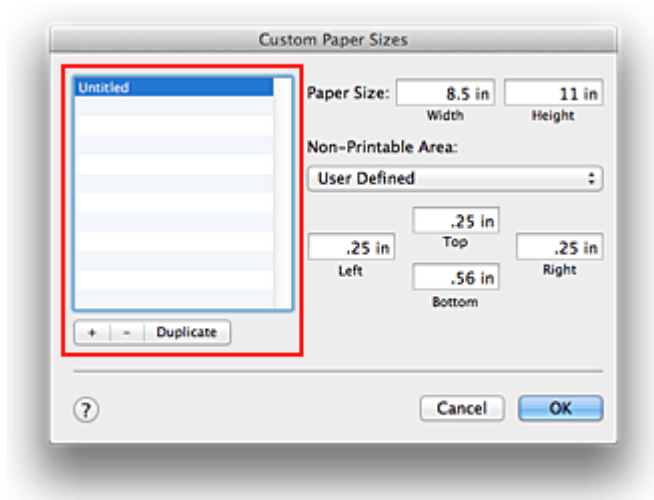 Custom Paper Sizes
Untitled
Paper Size: 8.5 in 11 in
Width Height
Non-Printable Area:
User Defined
.25 in
Top
.25 in .25 in
Left Right
.56 in
Bottom
+ - Duplicate
? Cancel OK